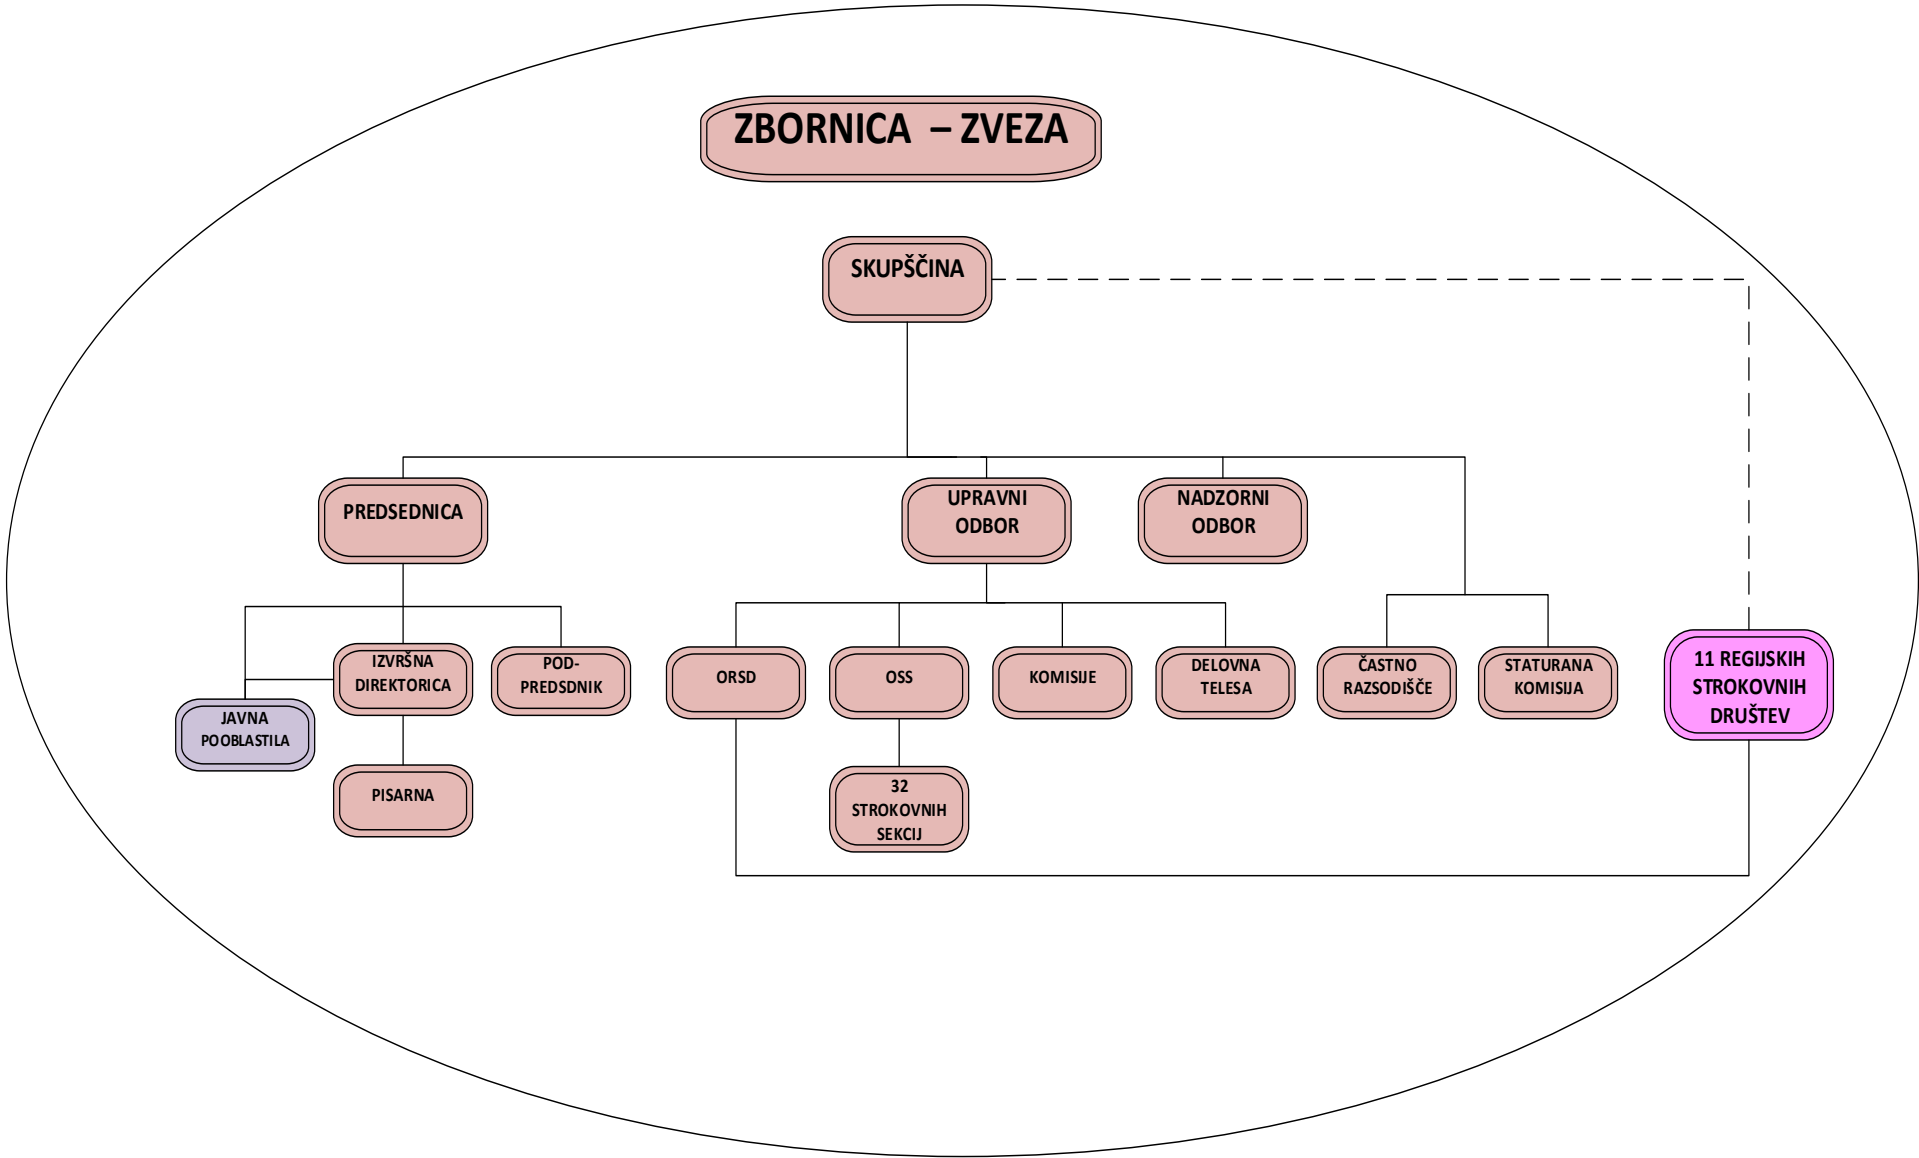 ZBORNICA – ZVEZA
SKUPŠČINA
PREDSEDNICA
UPRAVNI
ODBOR
NADZORNI
ODBOR
IZVRŠNA
DIREKTORICA
POD-
PREDSDNIK
JAVNA
POOBLASTILA
PISARNA
ORSD
OSS
KOMISIJE
DELOVNA
TELESA
32
STROKOVNIH
SEKCIJ
ČASTNO
RAZSODIŠČE
STATURANA
KOMISIJA
11 REGIJSKIH
STROKOVNIH
DRUŠTEV